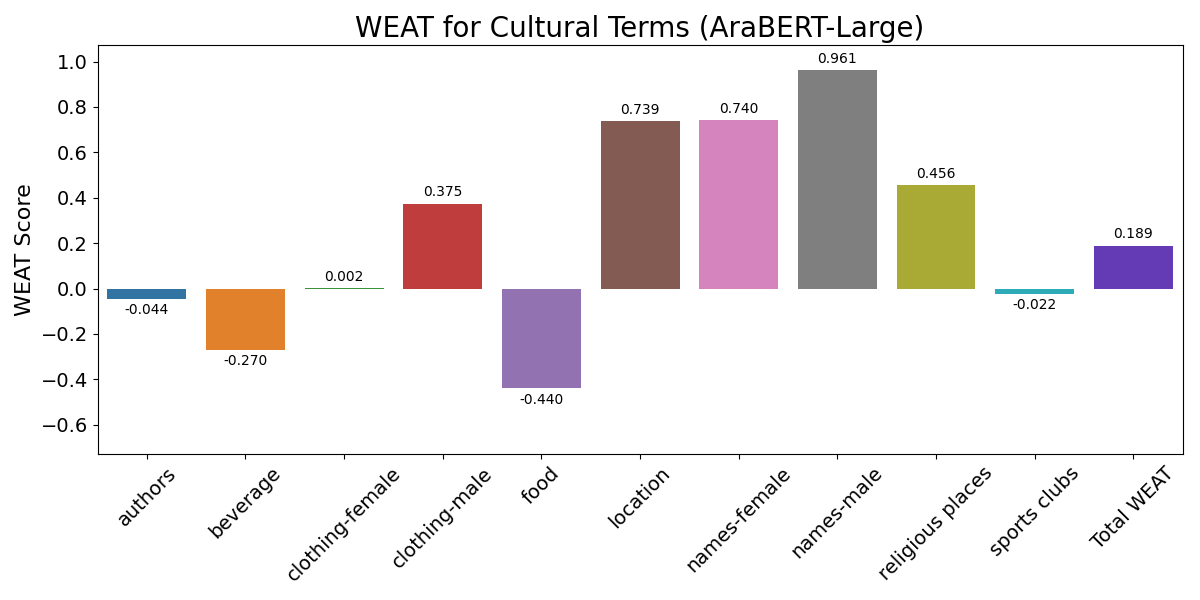 WEAT for Cultural Terms (AraBERT-Large)
WEAT Score
1.0
0.8
0.6
0.4
0.2
0.0
−0.2
−0.4
−0.6
-0.044
-0.270
0.002
0.375
-0.440
0.739
0.740
0.961
0.456
-0.022
0.189
authors
beverage
clothing-female
clothing-male
food
location
names-female
names-male
religious places
sports clubs
Total WEAT